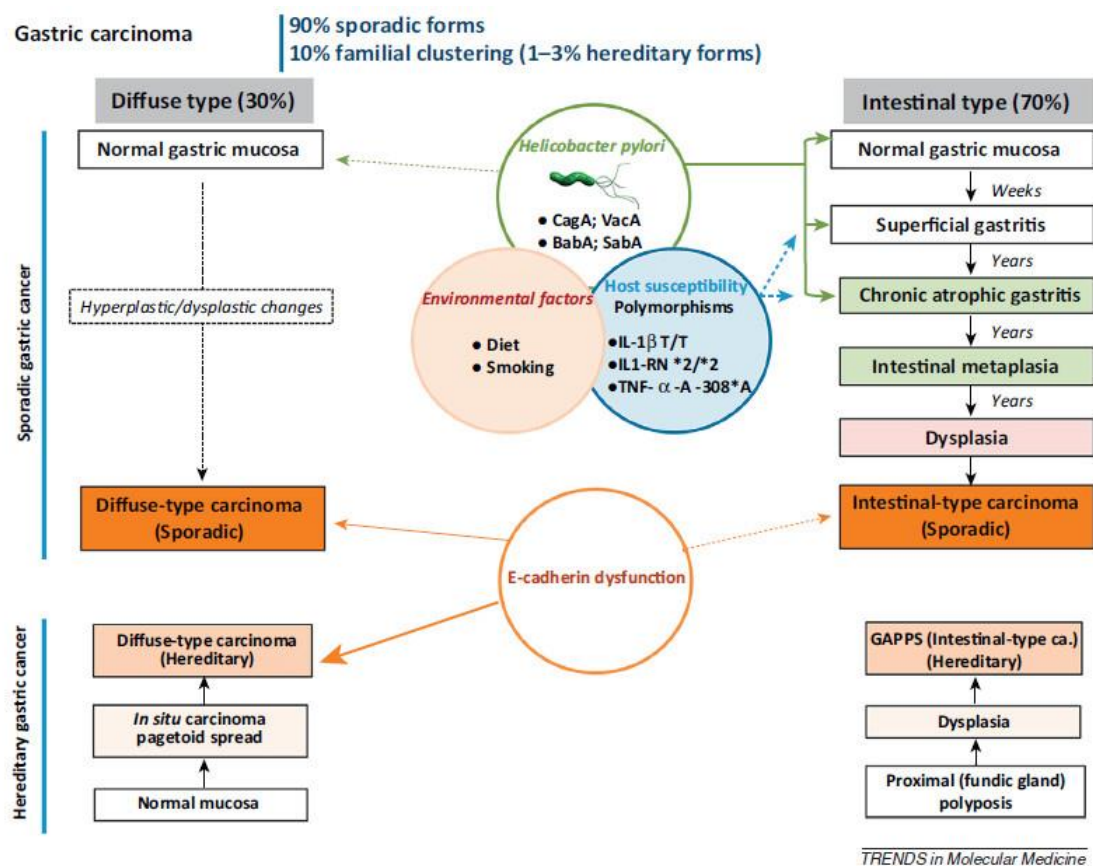 Gastric carcinoma
90% sporadic forms
10% familial clustering (1–3% hereditary forms)
Diffuse type (30%)
Intestinal type (70%)
Sporadic gastric cancer
Normal gastric mucosa
Hyperplastic/dysplastic changes
Diffuse-type carcinoma
(Sporadic)
Helicobacter pylori
● CagA; VacA
● BabA; SabA
Environmental factors
● Diet
● Smoking
Host susceptibility
Polymorphisms
●IL-1β T/T
●IL1-RN *2/*2
●TNF- α -A -308*A
Normal gastric mucosa
Weeks
Superficial gastritis
Years
Chronic atrophic gastritis
Years
Intestinal metaplasia
Years
Dysplasia
Intestinal-type carcinoma
(Sporadic)
E-cadherin dysfunction
Hereditary gastric cancer
Diffuse-type carcinoma
(Hereditary)
In situ carcinoma
pagetoid spread
Normal mucosa
GAPPS (Intestinal-type ca.)
(Hereditary)
Dysplasia
Proximal (fundic gland)
polyposis
TRENDS in Molecular Medicine